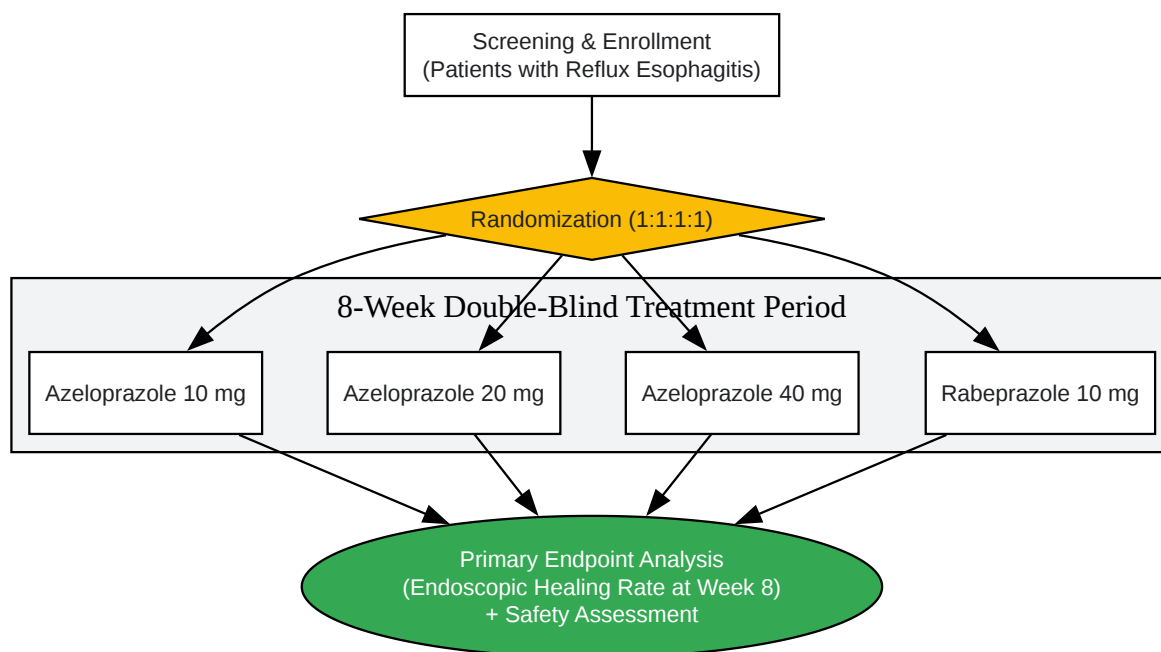 Screening & Enrollment
(Patients with Reflux Esophagitis)
Randomization (1:1:1:1)
8-Week Double-Blind Treatment Period
Azeloprazole 10 mg
Azeloprazole 20 mg
Azeloprazole 40 mg
Rabeprazole 10 mg
Primary Endpoint Analysis
(Endoscopic Healing Rate at Week 8)
+ Safety Assessment